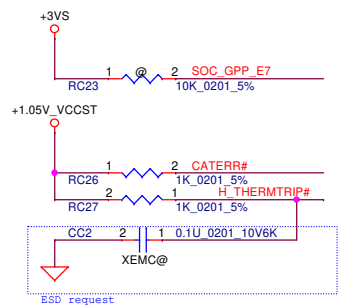 +3VS
1 @ 2 SOC_GPP_E7
RC23 10K_0201_5%
+1.05V_VCCST
1 2 CATERR#
RC26 1K_0201_5%
2 1 H_THERMTRIP#
RC27 1K_0201_5%
CC2 2 1 0.1U_0201_10V6K
XEMC@
ESD request